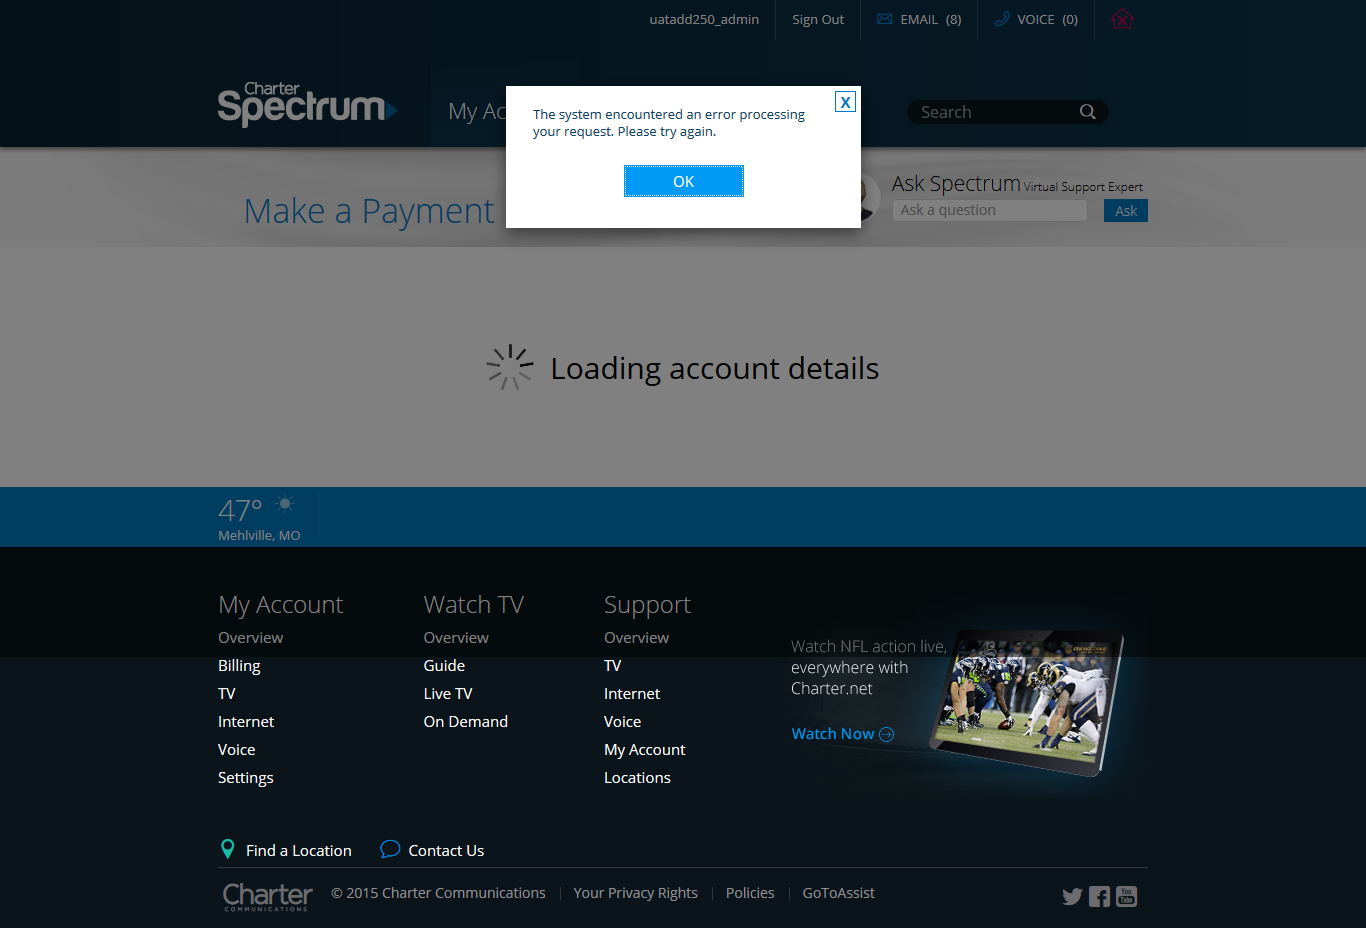 uatadd250_admin
Sign Out
EMAIL (8)
VOICE (0)
Charter
Spectrum
My Ac
Search
The system encountered an error processing
your request. Please try again.
X
OK
Make a Payment
Ask Spectrum Virtual Support Expert
Ask a question
Ask
Loading account details
47°
Mehlville, MO
My Account
Overview
Billing
TV
Internet
Voice
Settings
Watch TV
Overview
Guide
Live TV
On Demand
Support
Overview
TV
Internet
Voice
My Account
Locations
Watch NFL action live,
everywhere with
Charter.net
Watch Now
Find a Location
Contact Us
Charter
COMMUNICATIONS
© 2015 Charter Communications
Your Privacy Rights
Policies
GoToAssist
You
Tube